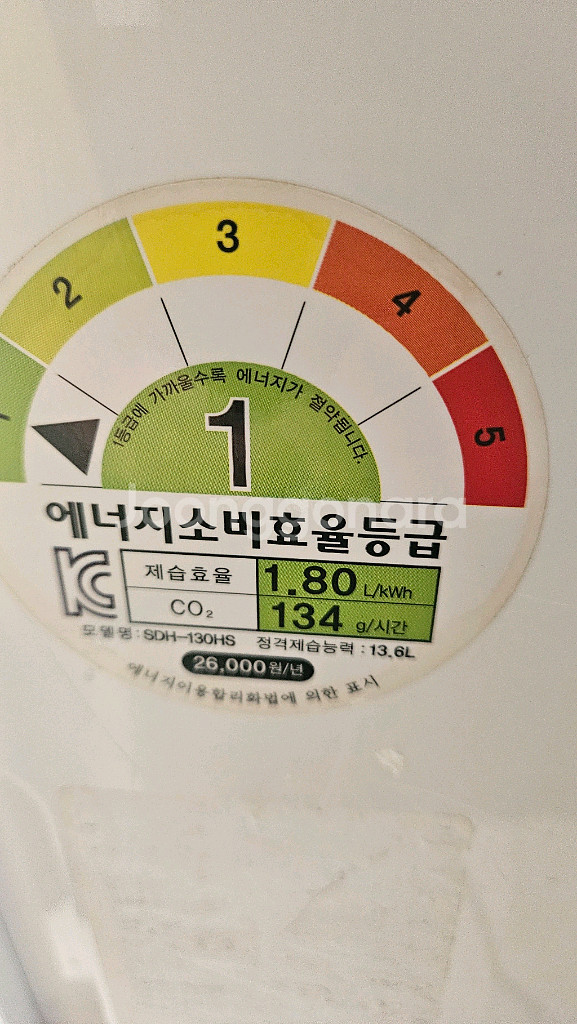 1
2
3
4
5
1등급에 가까울수록 에너지가 절약됩니다.
1
에너지소비효율등급
제습효율 1.80 L/kWh
CO₂ 134 g/시간
모델명:SDH-130HS 정격제습능력:13.6L
26,000원/년
에너지이용합리화법에 의한 표시
Joonggonara